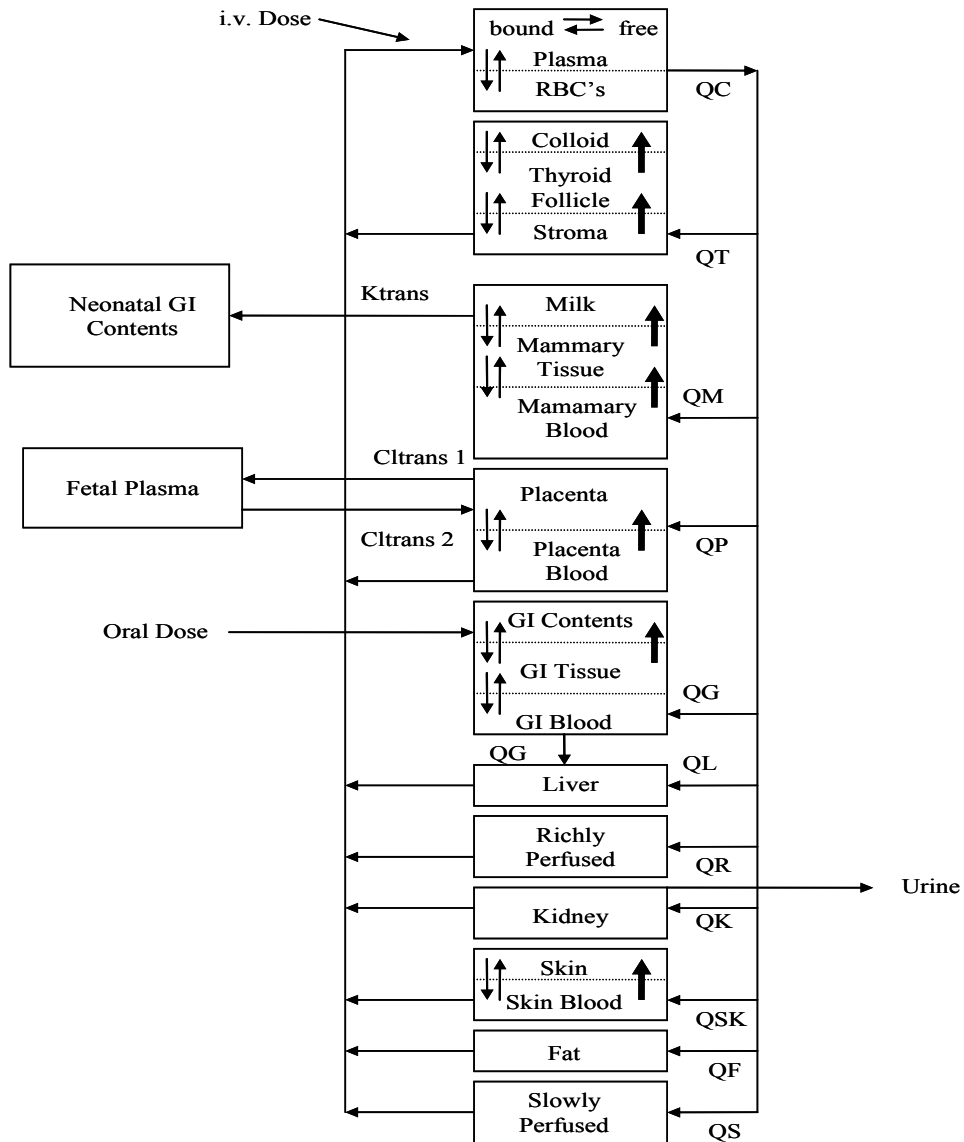 i.v. Dose
bound free
Plasma
RBC's
QC
Colloid
Thyroid
Follicle
Stroma
QT
Neonatal GI
Contents
Ktrans
Milk
Mammary
Tissue
Mamamary
Blood
QM
Fetal Plasma
Cltrans 1
Cltrans 2
Placenta
Placenta
Blood
QP
Oral Dose
GI Contents
GI Tissue
GI Blood
QG
QG
Liver
QL
Richly
Perfused
QR
Urine
Kidney
QK
Skin
Skin Blood
QSK
Fat
QF
Slowly
Perfused
QS